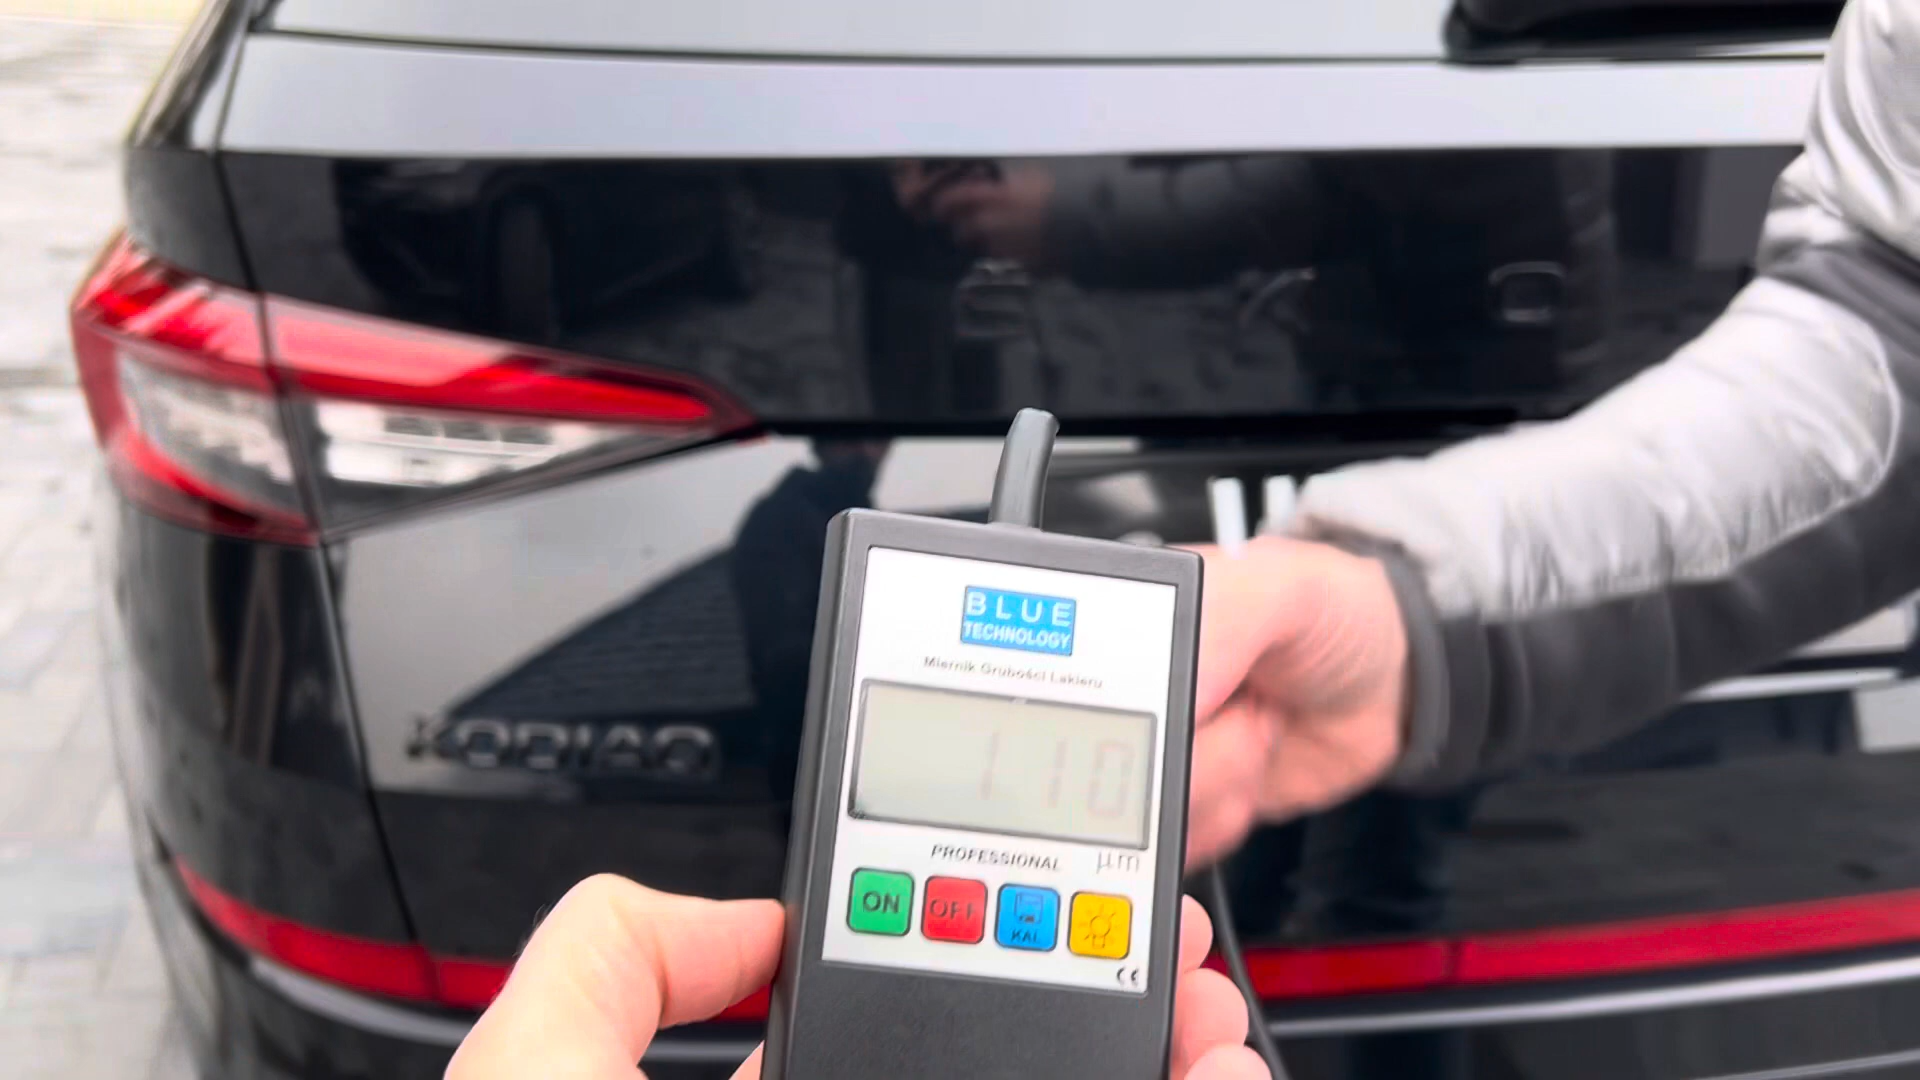 S K O
KODIAQ
BLUE
TECHNOLOGY
Miernik Grubości Lakieru
110
PROFESSIONAL µm
ON OFF KAL
CE